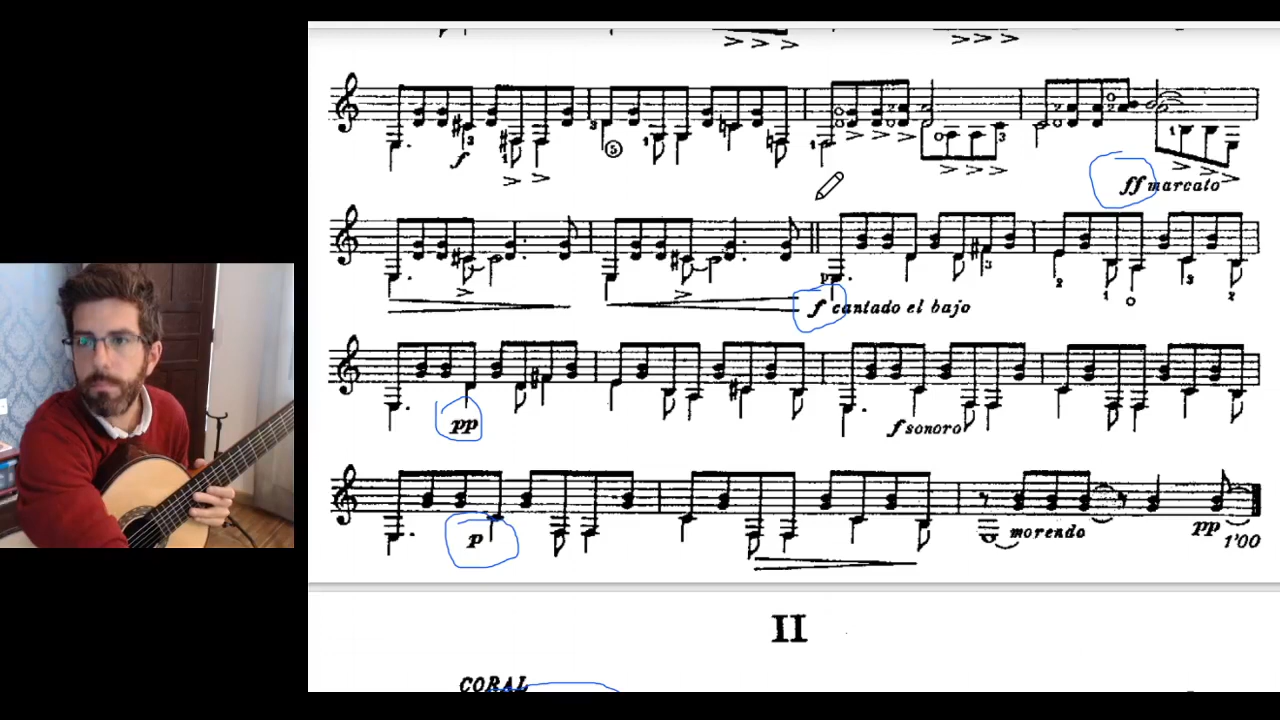 f
ff marcato
f cantado el bajo
pp
f sonoro
p
morendo
pp
1'00
II
CORAL